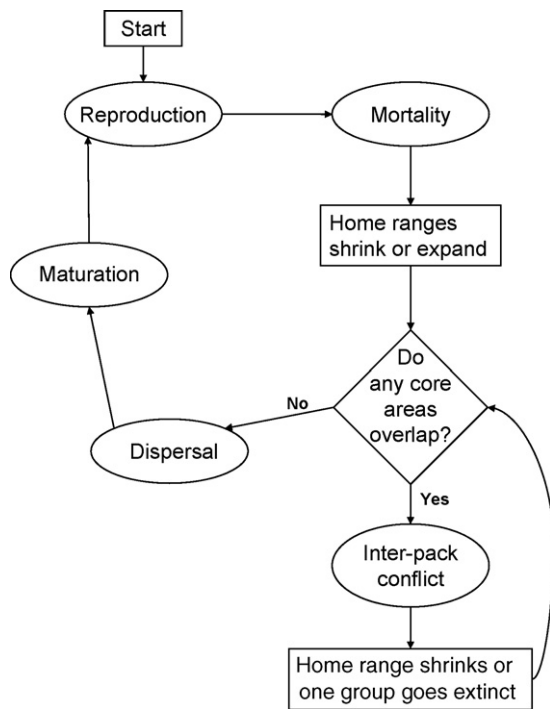 Start
Reproduction
Mortality
Home ranges
shrink or expand
Maturation
Do
any core
areas
overlap?
No
Dispersal
Yes
Inter-pack
conflict
Home range shrinks or
one group goes extinct